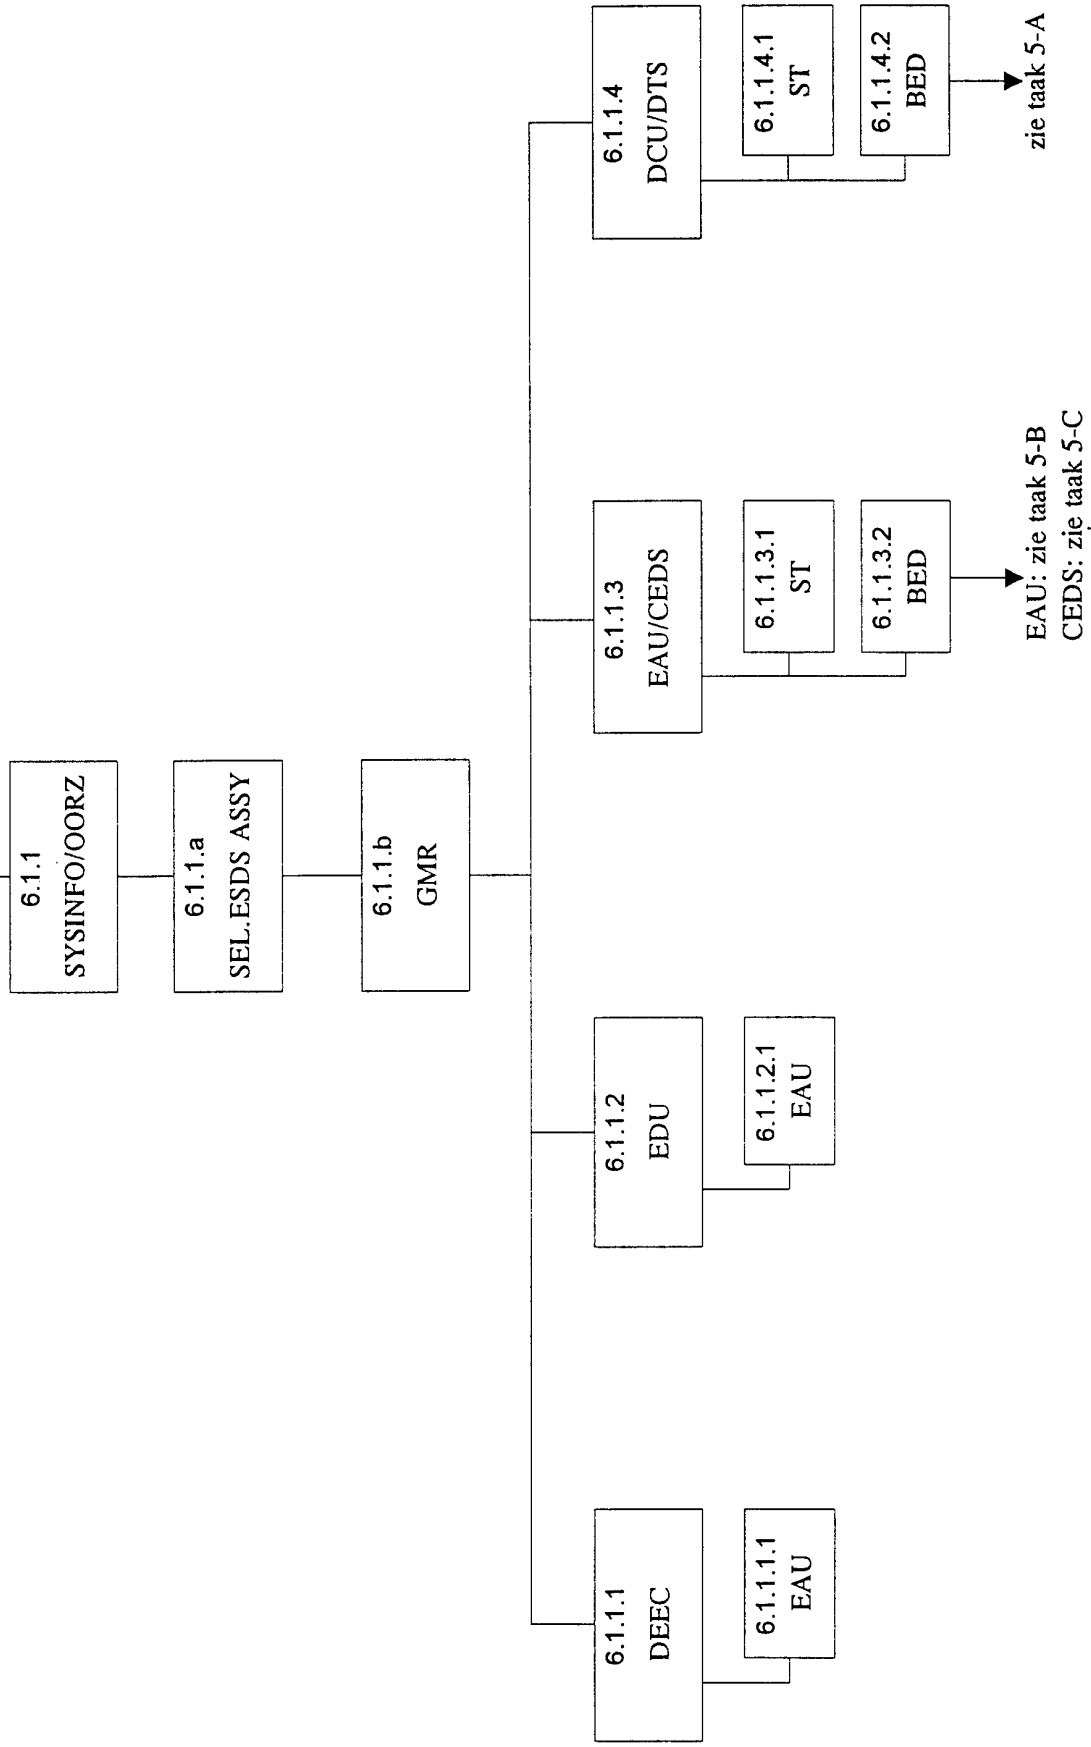 6.1.1
SYSINFO/OORZ
6.1.1.a
SEL.ESDS ASSY
6.1.1.b
GMR
6.1.1.1
DEEC
6.1.1.1.1
EAU
6.1.1.2
EDU
6.1.1.2.1
EAU
6.1.1.3
EAU/CEDS
6.1.1.3.1
ST
6.1.1.3.2
BED
EAU: zie taak 5-B
CEDS: zie taak 5-C
6.1.1.4
DCU/DTS
6.1.1.4.1
ST
6.1.1.4.2
BED
zie taak 5-A